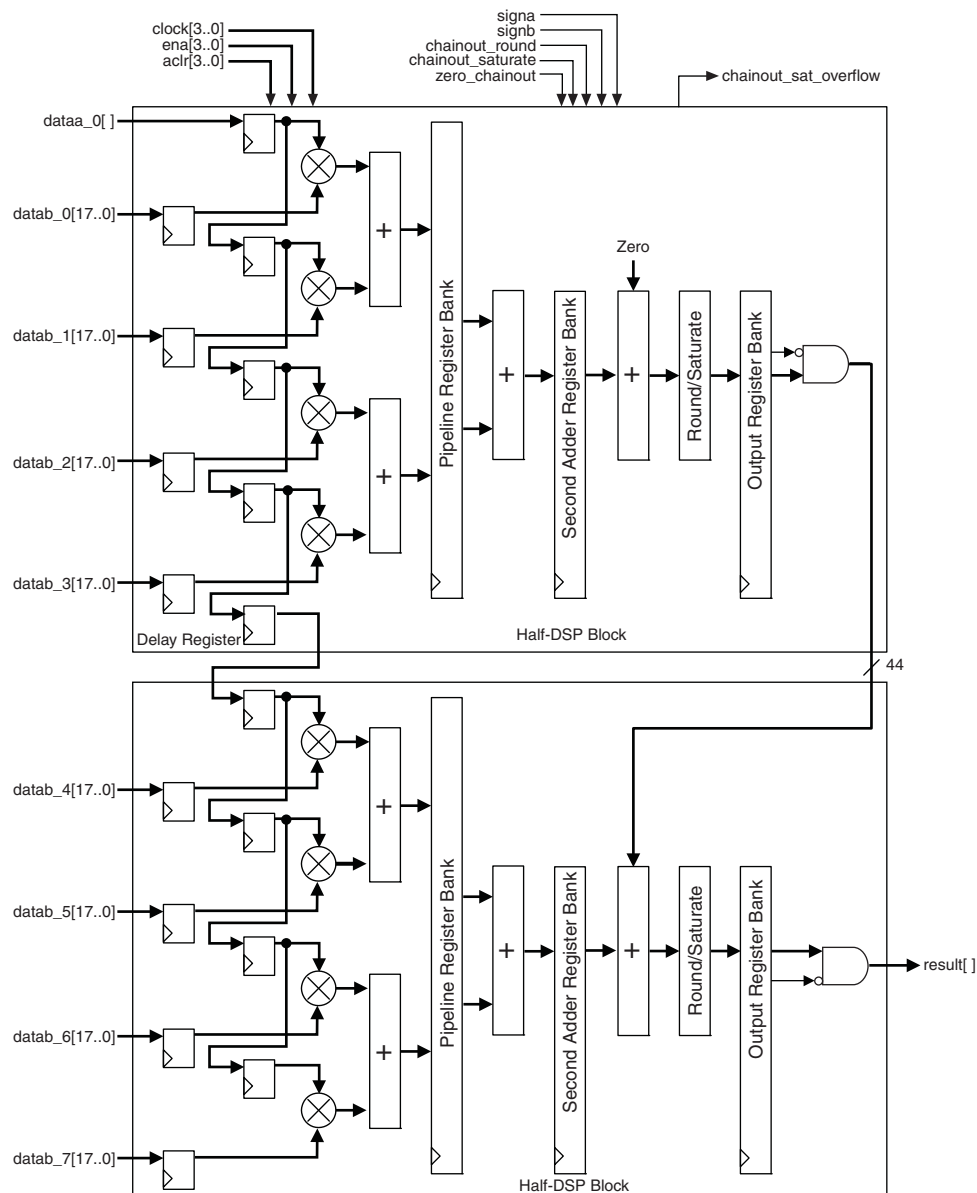 clock[3..0]
ena[3..0]
aclr[3..0]
signa
signb
chainout_round
chainout_saturate
zero_chainout
chainout_sat_overflow
dataa_0[ ]
datab_0[17..0]
datab_1[17..0]
datab_2[17..0]
datab_3[17..0]
+
+
Pipeline Register Bank
+
Second Adder Register Bank
Zero
+
Round/Saturate
Output Register Bank
Delay Register
Half-DSP Block
44
datab_4[17..0]
datab_5[17..0]
datab_6[17..0]
datab_7[17..0]
+
+
Pipeline Register Bank
+
Second Adder Register Bank
+
Round/Saturate
Output Register Bank
result[ ]
Half-DSP Block